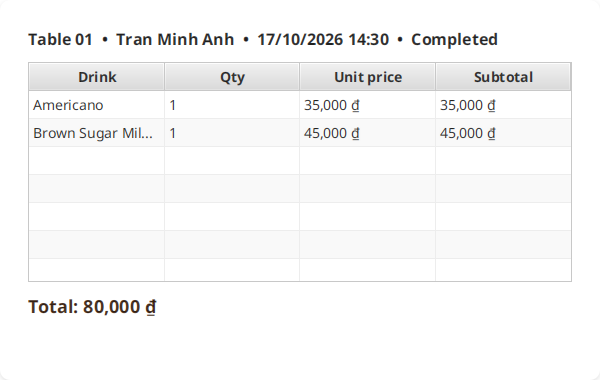 Table 01 • Tran Minh Anh • 17/10/2026 14:30 • Completed
Drink Qty Unit price Subtotal
Americano 1 35,000 ₫ 35,000 ₫
Brown Sugar Mil... 1 45,000 ₫ 45,000 ₫
Total: 80,000 ₫